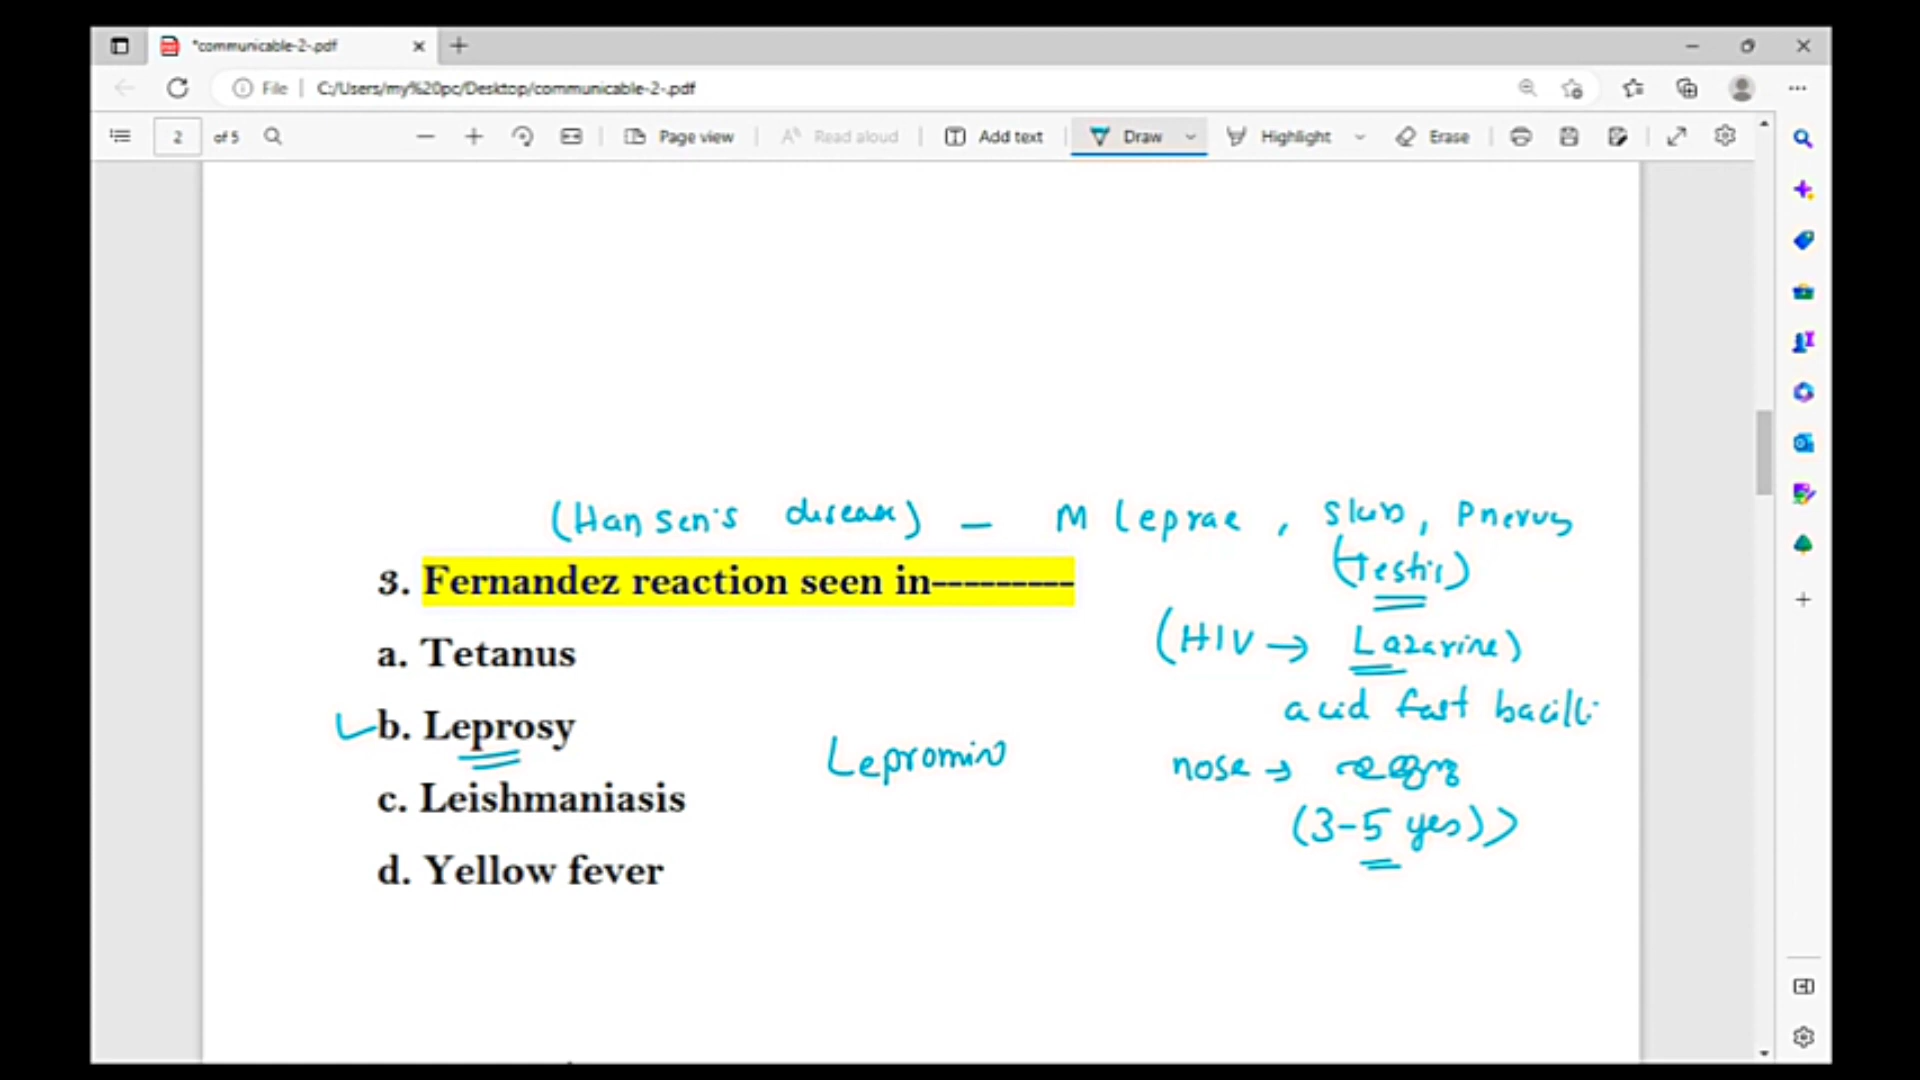 *communicable-2-.pdf
File | C:/Users/my%20pc/Desktop/communicable-2-.pdf
2 of 5 Page view Read aloud Add text Draw Highlight Erase
(Hansen's disease) - M leprae, skin, Pnerves
(testis)
3. Fernandez reaction seen in---------
(HIV → Lazarine)
a. Tetanus
acid fast bacilli
b. Leprosy
Lepromin
nose →
c. Leishmaniasis
(3-5 yes)
d. Yellow fever